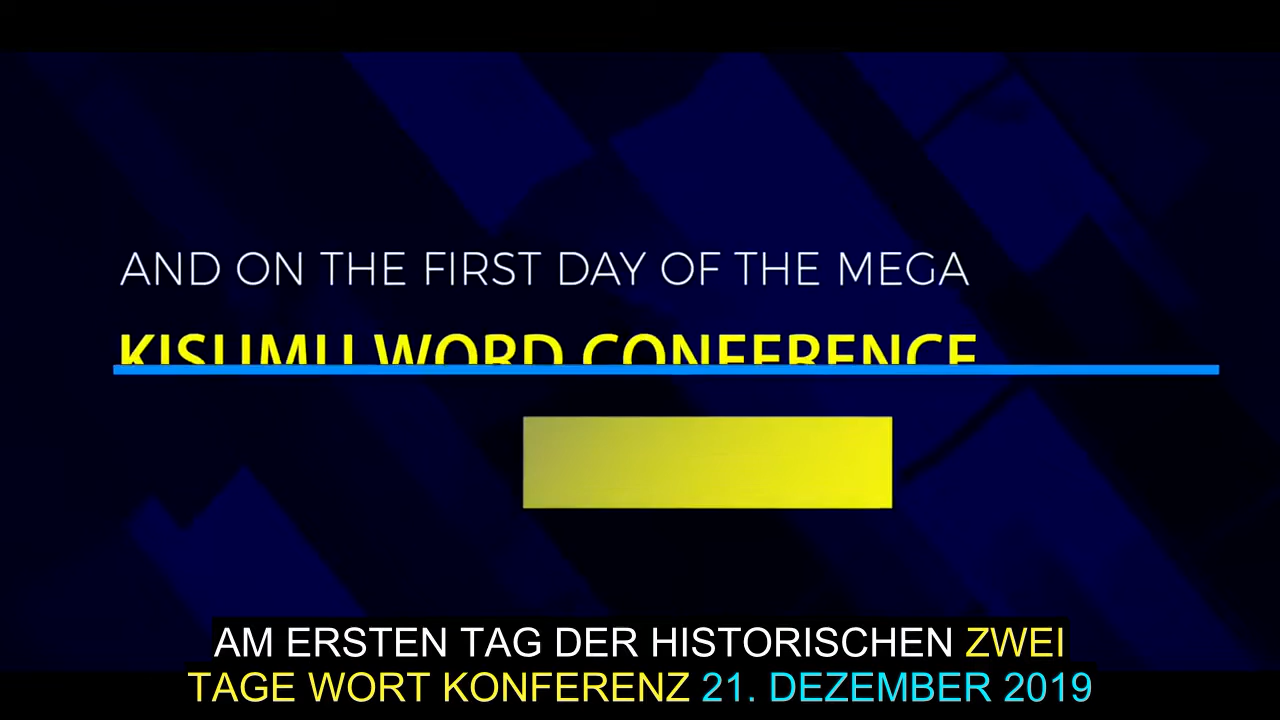 AND ON THE FIRST DAY OF THE MEGA
KISUMU WORD CONFERENCE
AM ERSTEN TAG DER HISTORISCHEN ZWEI
TAGE WORT KONFERENZ 21. DEZEMBER 2019